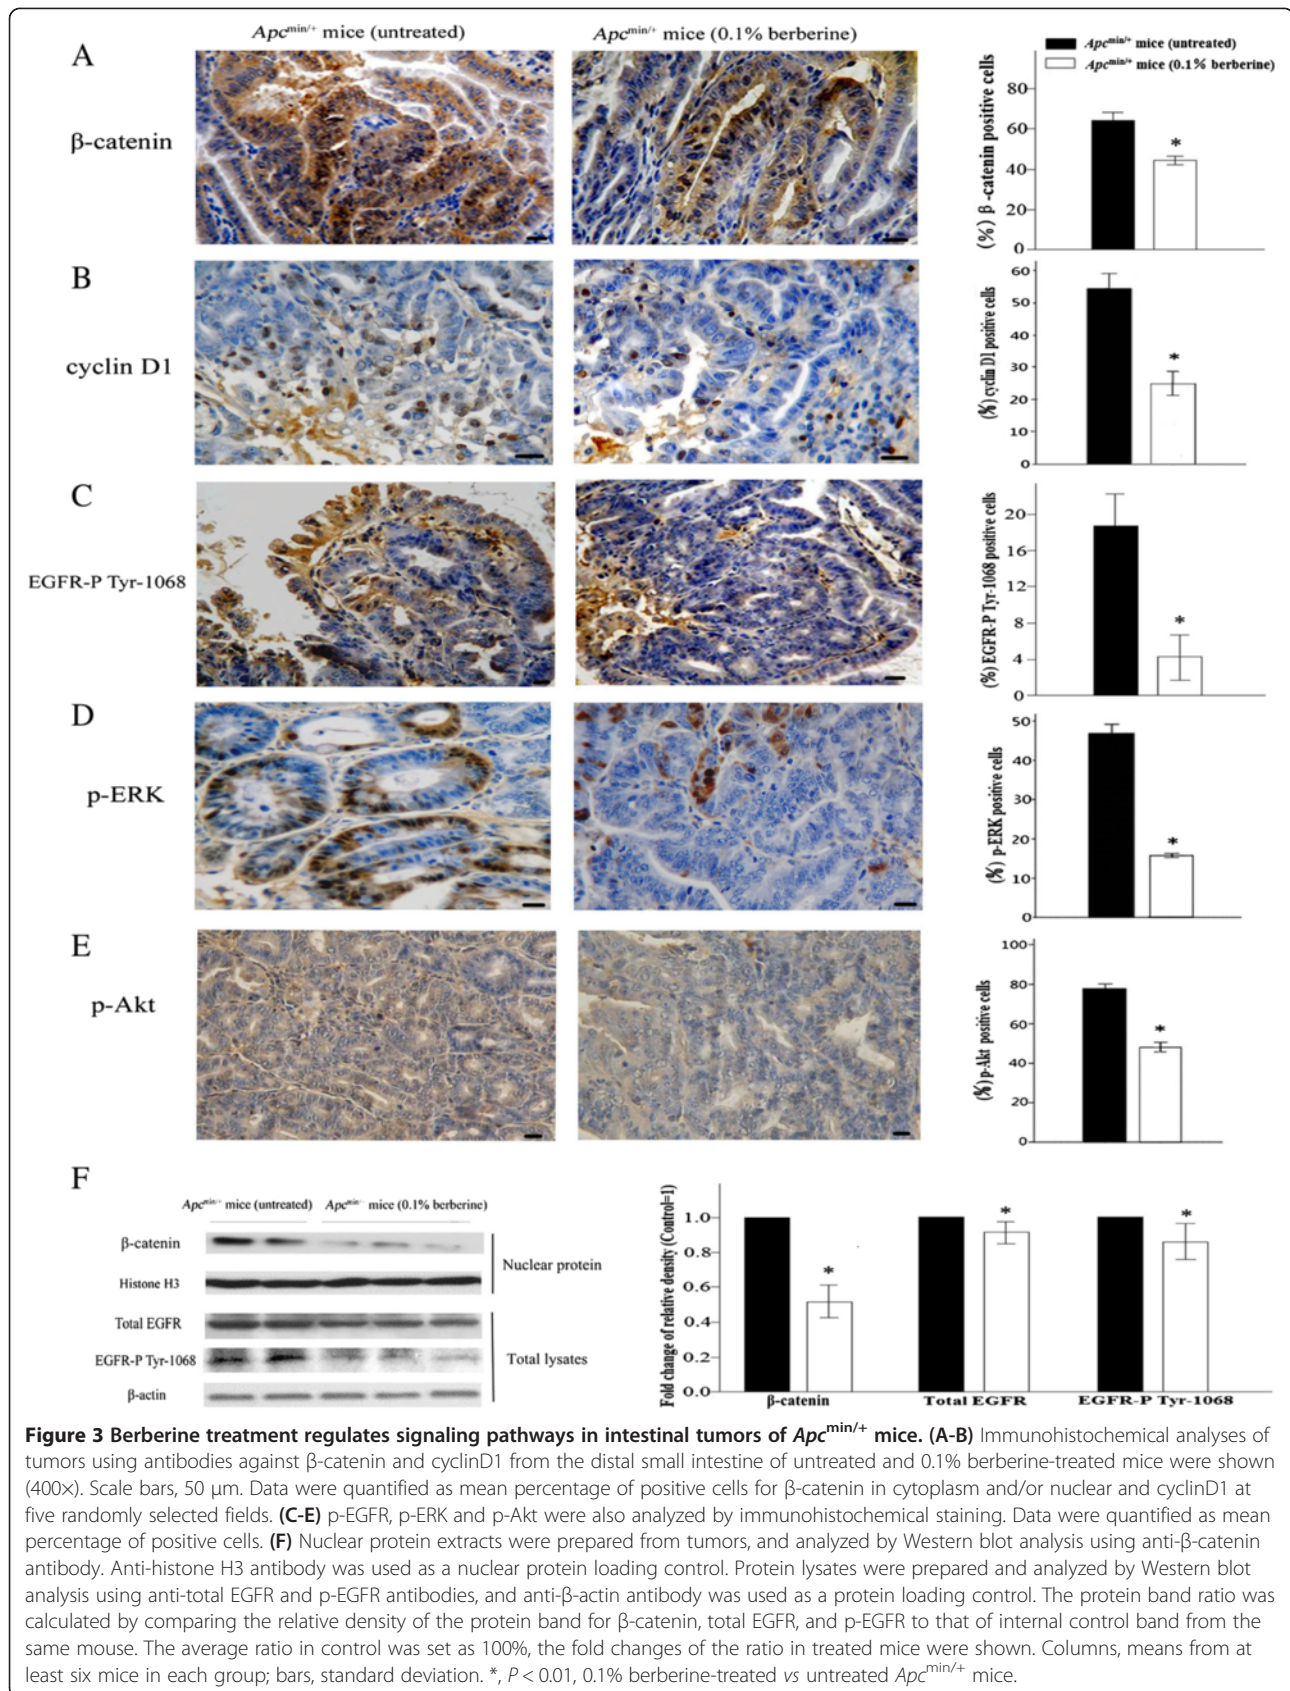 Apc^min/+ mice (untreated)
Apc^min/+ mice (0.1% berberine)
A
β-catenin
Apc^min/+ mice (untreated)
Apc^min/+ mice (0.1% berberine)
(%) β-catenin positive cells
80
60
40
20
0
*
B
cyclin D1
(%) cyclin D1 positive cells
60
50
40
30
20
10
0
*
C
EGFR-P Tyr-1068
(%) EGFR-P Tyr-1068 positive cells
20
16
12
8
4
0
*
D
p-ERK
(%) p-ERK positive cells
50
40
30
20
10
0
*
E
p-Akt
(%) p-Akt positive cells
100
80
60
40
20
0
*
F
Apc^min/+ mice (untreated) Apc^min/ mice (0.1% berberine)
β-catenin
Histone H3
Nuclear protein
Total EGFR
EGFR-P Tyr-1068
β-actin
Total lysates
Fold change of relative density (Control=1)
1.0
0.8
0.6
0.4
0.2
0.0
*
*
*
β-catenin Total EGFR EGFR-P Tyr-1068
Figure 3 Berberine treatment regulates signaling pathways in intestinal tumors of Apc^min/+ mice. (A-B) Immunohistochemical analyses of
tumors using antibodies against β-catenin and cyclinD1 from the distal small intestine of untreated and 0.1% berberine-treated mice were shown
(400×). Scale bars, 50 μm. Data were quantified as mean percentage of positive cells for β-catenin in cytoplasm and/or nuclear and cyclinD1 at
five randomly selected fields. (C-E) p-EGFR, p-ERK and p-Akt were also analyzed by immunohistochemical staining. Data were quantified as mean
percentage of positive cells. (F) Nuclear protein extracts were prepared from tumors, and analyzed by Western blot analysis using anti-β-catenin
antibody. Anti-histone H3 antibody was used as a nuclear protein loading control. Protein lysates were prepared and analyzed by Western blot
analysis using anti-total EGFR and p-EGFR antibodies, and anti-β-actin antibody was used as a protein loading control. The protein band ratio was
calculated by comparing the relative density of the protein band for β-catenin, total EGFR, and p-EGFR to that of internal control band from the
same mouse. The average ratio in control was set as 100%, the fold changes of the ratio in treated mice were shown. Columns, means from at
least six mice in each group; bars, standard deviation. *, P < 0.01, 0.1% berberine-treated vs untreated Apc^min/+ mice.